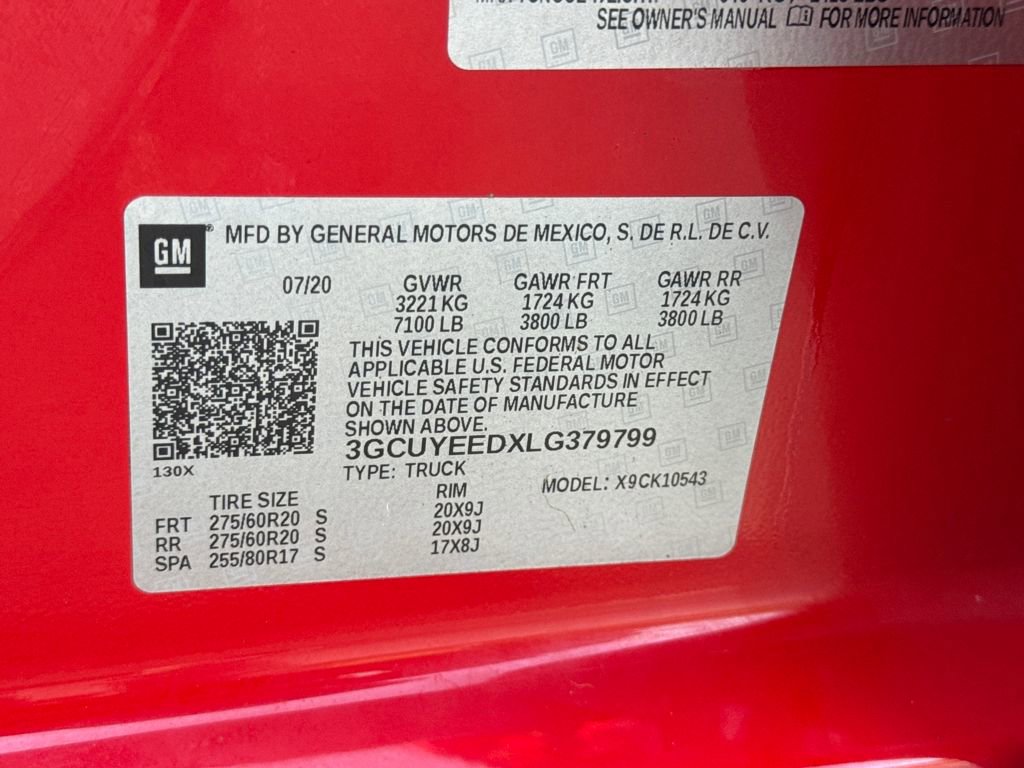 SEE OWNER'S MANUAL FOR MORE INFORMATION
GM ® MFD BY GENERAL MOTORS DE MEXICO, S. DE R.L. DE C.V.
07/20 GVWR GAWR FRT GAWR RR
3221 KG 1724 KG 1724 KG
7100 LB 3800 LB 3800 LB
THIS VEHICLE CONFORMS TO ALL
APPLICABLE U.S. FEDERAL MOTOR
VEHICLE SAFETY STANDARDS IN EFFECT
ON THE DATE OF MANUFACTURE
SHOWN ABOVE.
3GCUYEEDXLG379799
130X TYPE: TRUCK MODEL: X9CK10543
TIRE SIZE RIM
FRT 275/60R20 S 20X9J
RR 275/60R20 S 20X9J
SPA 255/80R17 S 17X8J